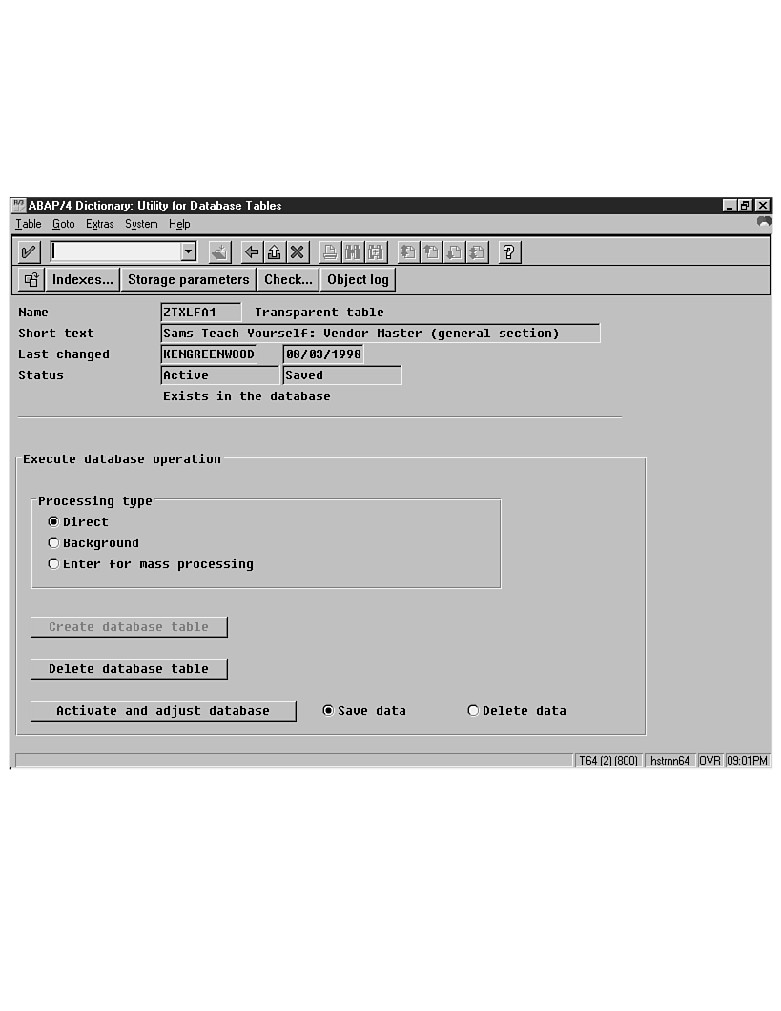 ABAP/4 Dictionary: Utility for Database Tables
Table Goto Extras System Help
Indexes... Storage parameters Check... Object log
Name ZTXLFA1 Transparent table
Short text Sams Teach Yourself: Vendor Master (general section)
Last changed KENGREENWOOD 08/03/1998
Status Active Saved
Exists in the database
Execute database operation
Processing type
Direct
Background
Enter for mass processing
Create database table
Delete database table
Activate and adjust database Save data Delete data
T64 (2) (800) hstmn64 OVR 09:01PM